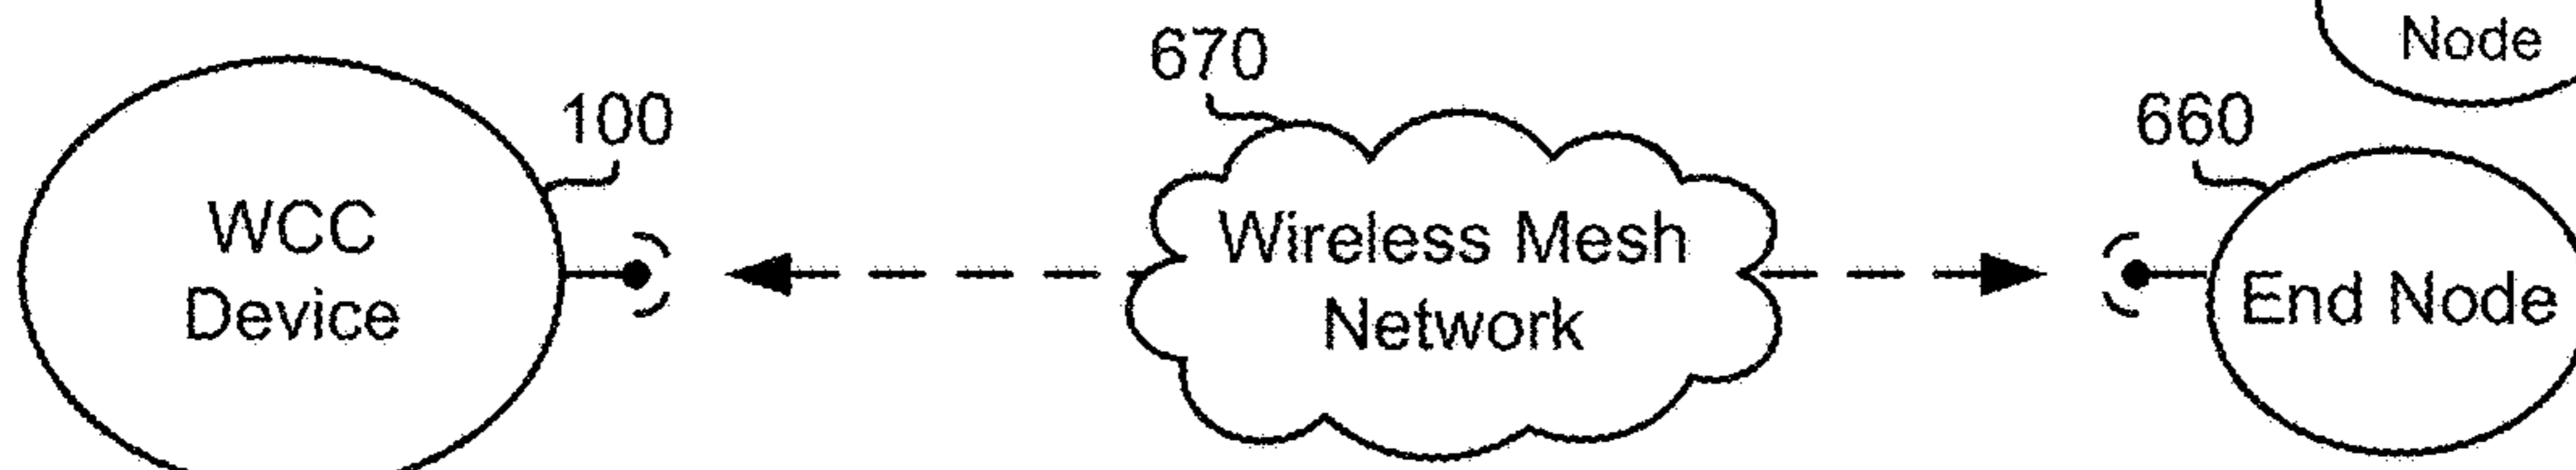 Node
670
100
660
WCC
Device
Wireless Mesh
Network
End Node